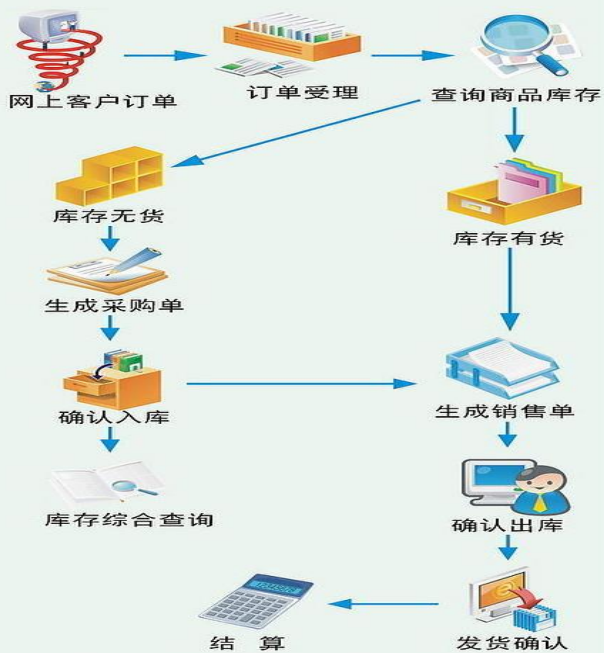 网上客户订单
订单受理
查询商品库存
库存无货
库存有货
生成采购单
确认入库
生成销售单
库存综合查询
确认出库
结 算
发货确认